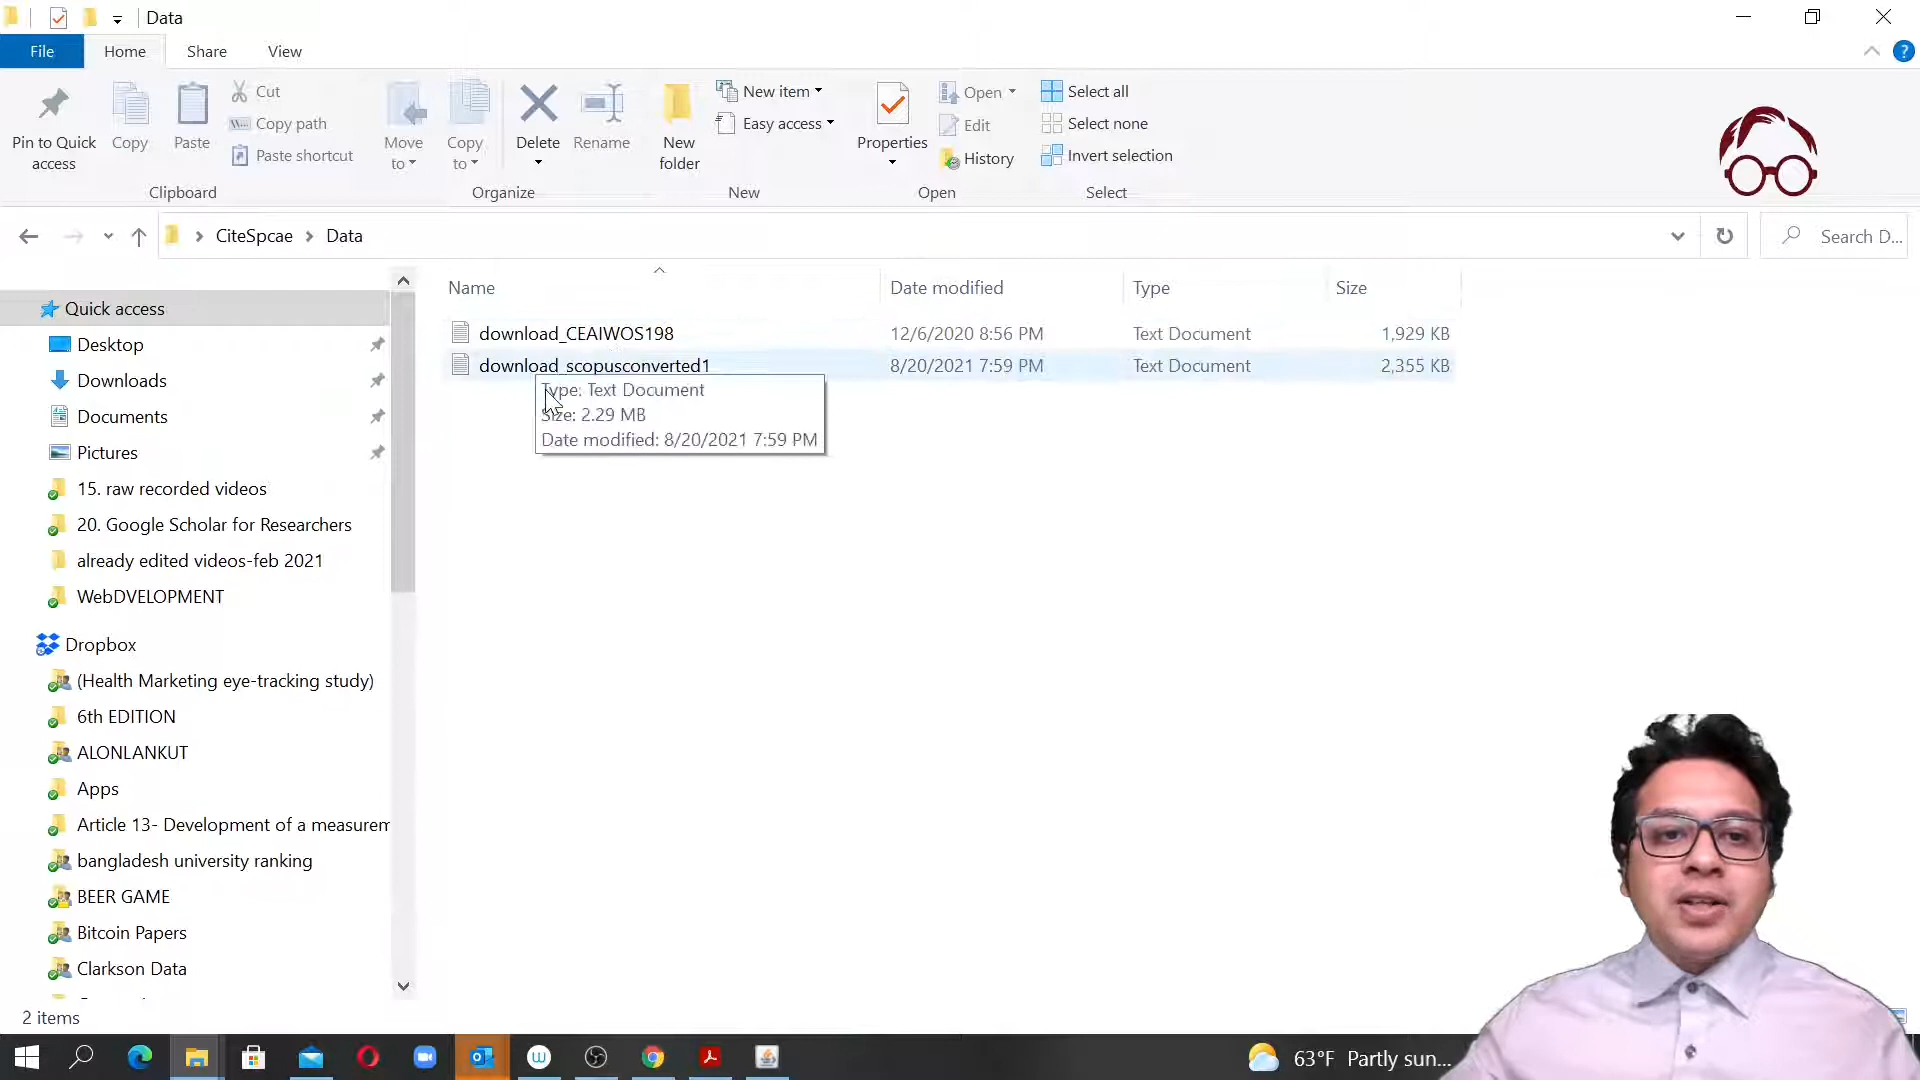 Data
File Home Share View
Pin to Quick access
Copy
Paste
Cut
Copy path
Paste shortcut
Clipboard
Move to
Copy to
Delete
Rename
Organize
New folder
New item
Easy access
New
Properties
Open
Edit
History
Open
Select all
Select none
Invert selection
Select
CiteSpcae Data
Search D...
Name Date modified Type Size
download_CEAIWOS198 12/6/2020 8:56 PM Text Document 1,929 KB
download_scopusconverted1 8/20/2021 7:59 PM Text Document 2,355 KB
Type: Text Document
Size: 2.29 MB
Date modified: 8/20/2021 7:59 PM
Quick access
Desktop
Downloads
Documents
Pictures
15. raw recorded videos
20. Google Scholar for Researchers
already edited videos-feb 2021
WebDVELOPMENT
Dropbox
(Health Marketing eye-tracking study)
6th EDITION
ALONLANKUT
Apps
Article 13- Development of a measurem
bangladesh university ranking
BEER GAME
Bitcoin Papers
Clarkson Data
2 items
63°F Partly sun...